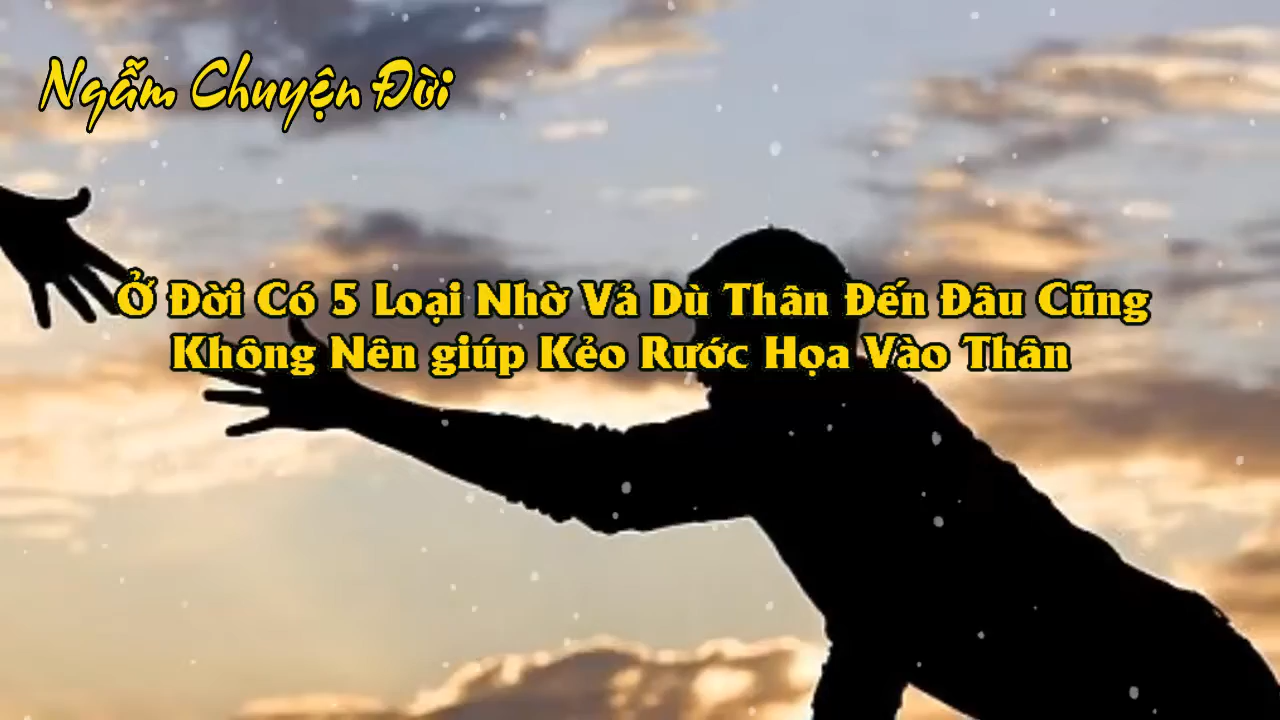 Ngẫm Chuyện Đời
Ở Đời Có 5 Loại Nhờ Vả Dù Thân Đến Đâu Cũng
Không Nên giúp Kẻo Rước Họa Vào Thân